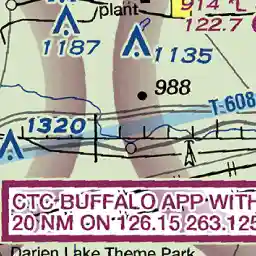 plant
914 *L
122.7
1187
1135
988
T-608
1320
CTC BUFFALO APP WITH
20 NM ON 126.15 263.125
Darien Lake Theme Park